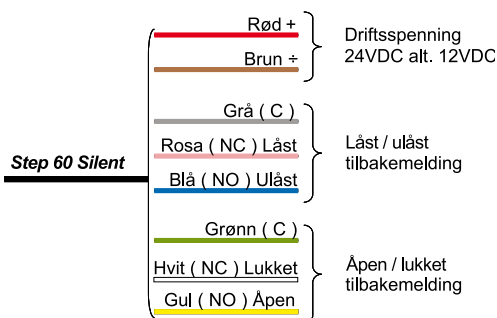 Rød +
Brun ÷
Driftsspenning
24VDC alt. 12VDC
Grå ( C )
Rosa ( NC ) Låst
Blå ( NO ) Ulåst
Låst / ulåst
tilbakemelding
Step 60 Silent
Grønn ( C )
Hvit ( NC ) Lukket
Gul ( NO ) Åpen
Åpen / lukket
tilbakemelding